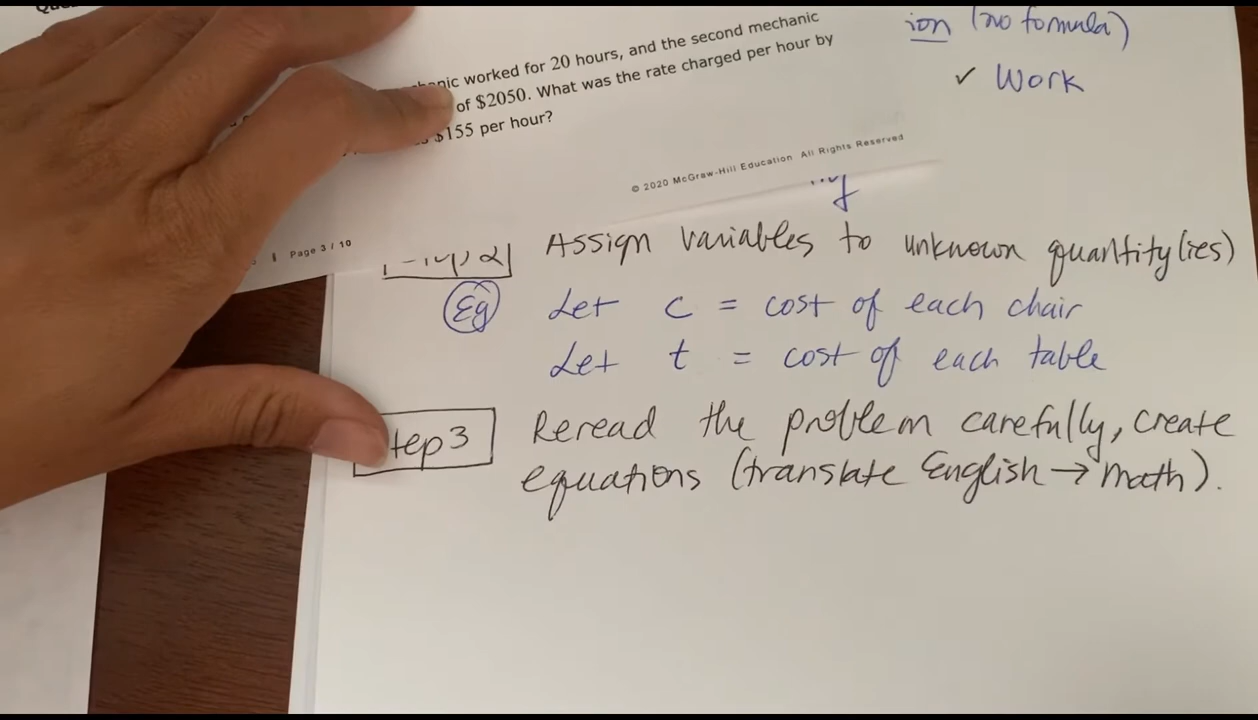 worked for 20 hours, and the second mechanic
of $2050. What was the rate charged per hour by
$155 per hour?
© 2020 McGraw-Hill Education All Rights Reserved
Page 3 / 10
ion (no formula)
✓ Work
Assign variables to unknown quantity(ies)
Eg Let c = cost of each chair
Let t = cost of each table
tep 3 Reread the problem carefully, create
equations (translate English → math).